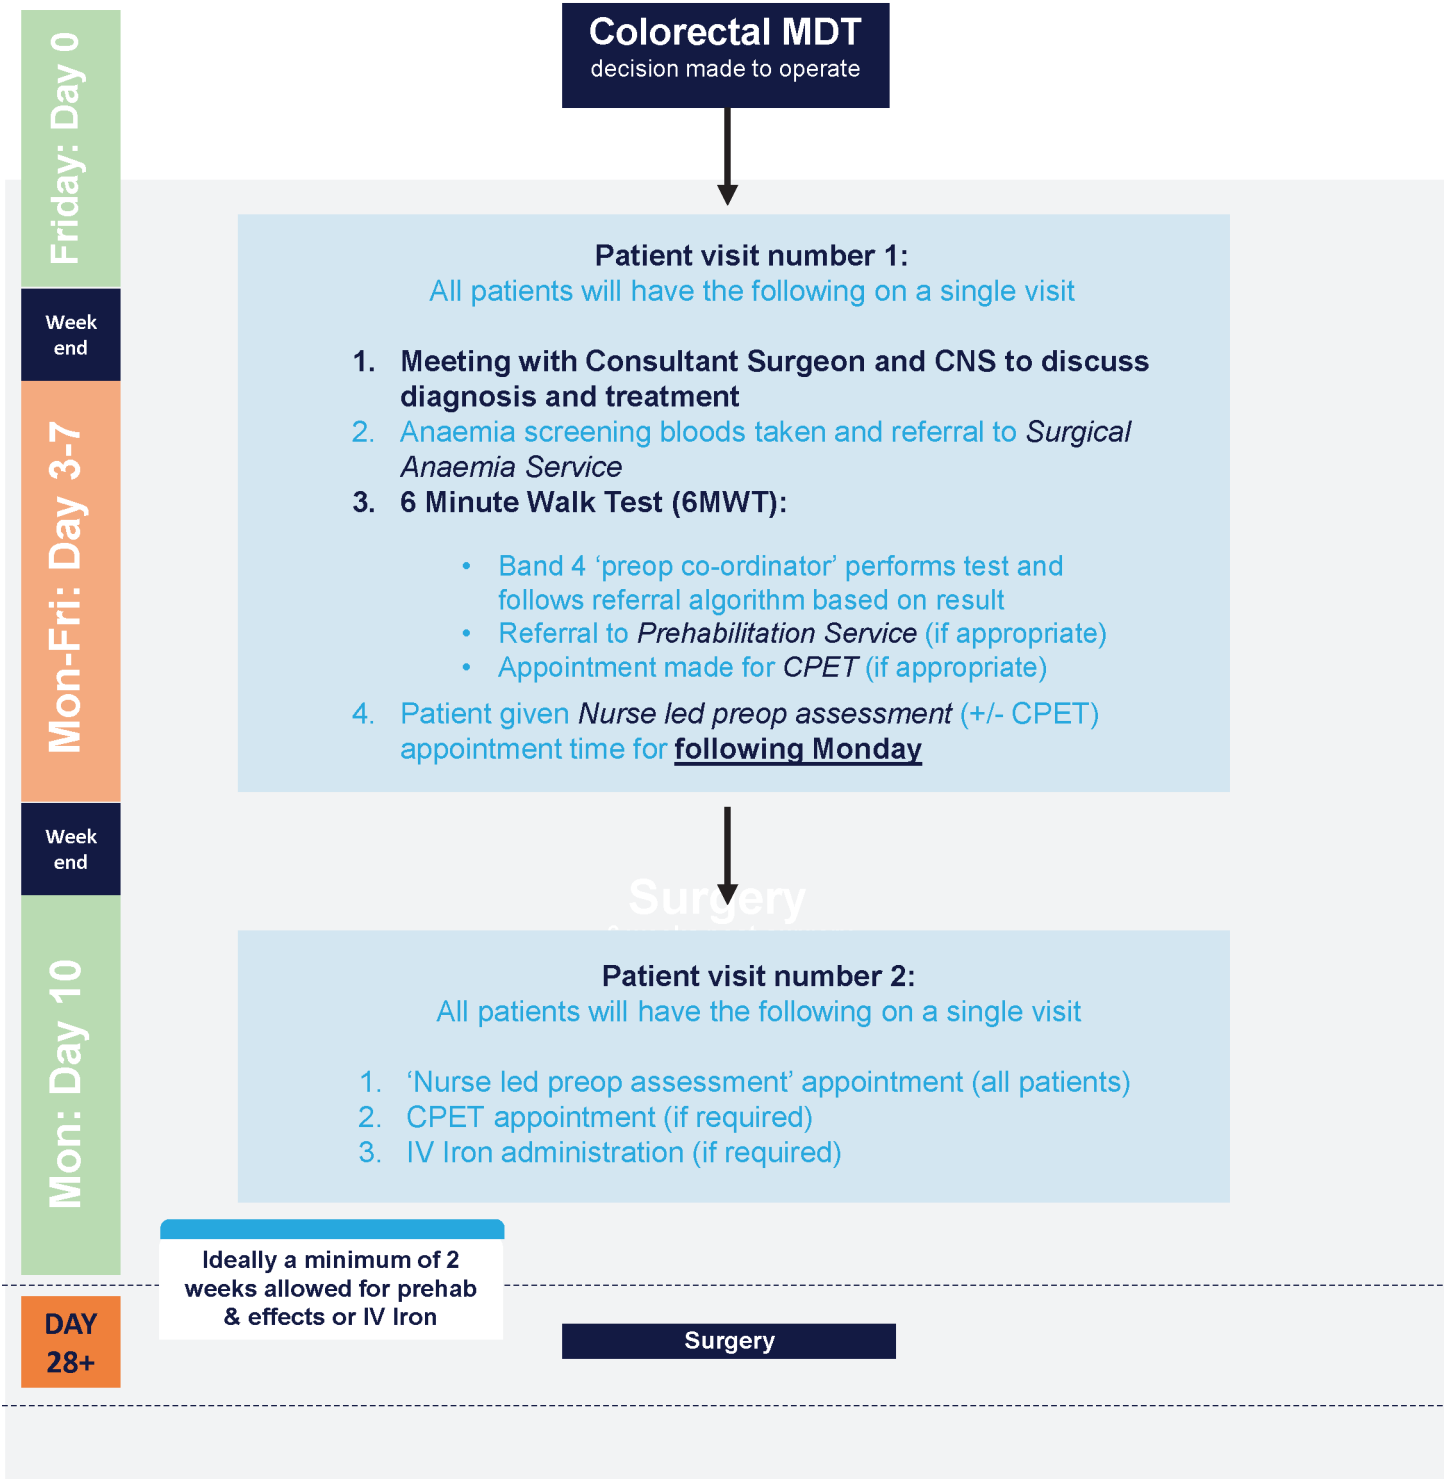 Colorectal MDT
decision made to operate
Friday: Day 0
Patient visit number 1:
All patients will have the following on a single visit
Week
end
1. Meeting with Consultant Surgeon and CNS to discuss
diagnosis and treatment
2. Anaemia screening bloods taken and referral to Surgical
Anaemia Service
3. 6 Minute Walk Test (6MWT):
Mon-Fri: Day 3-7
• Band 4 ‘preop co-ordinator’ performs test and
follows referral algorithm based on result
• Referral to Prehabilitation Service (if appropriate)
• Appointment made for CPET (if appropriate)
4. Patient given Nurse led preop assessment (+/- CPET)
appointment time for following Monday
Week
end
Surgery
Mon: Day 10
Patient visit number 2:
All patients will have the following on a single visit
1. ‘Nurse led preop assessment’ appointment (all patients)
2. CPET appointment (if required)
3. IV Iron administration (if required)
Ideally a minimum of 2
weeks allowed for prehab
& effects or IV Iron
DAY
28+
Surgery